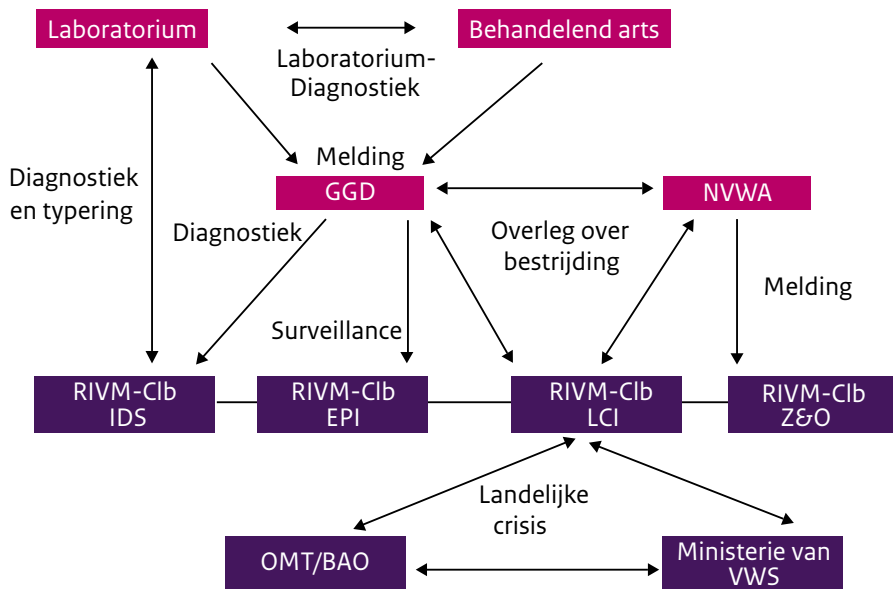 Laboratorium
Behandelend arts
Laboratorium-
Diagnostiek
Melding
GGD
NVWA
Diagnostiek
en typering
Diagnostiek
Overleg over
bestrijding
Melding
Surveillance
RIVM-Clb
IDS
RIVM-Clb
EPI
RIVM-Clb
LCI
RIVM-Clb
Z&O
Landelijke
crisis
OMT/BAO
Ministerie van
VWS